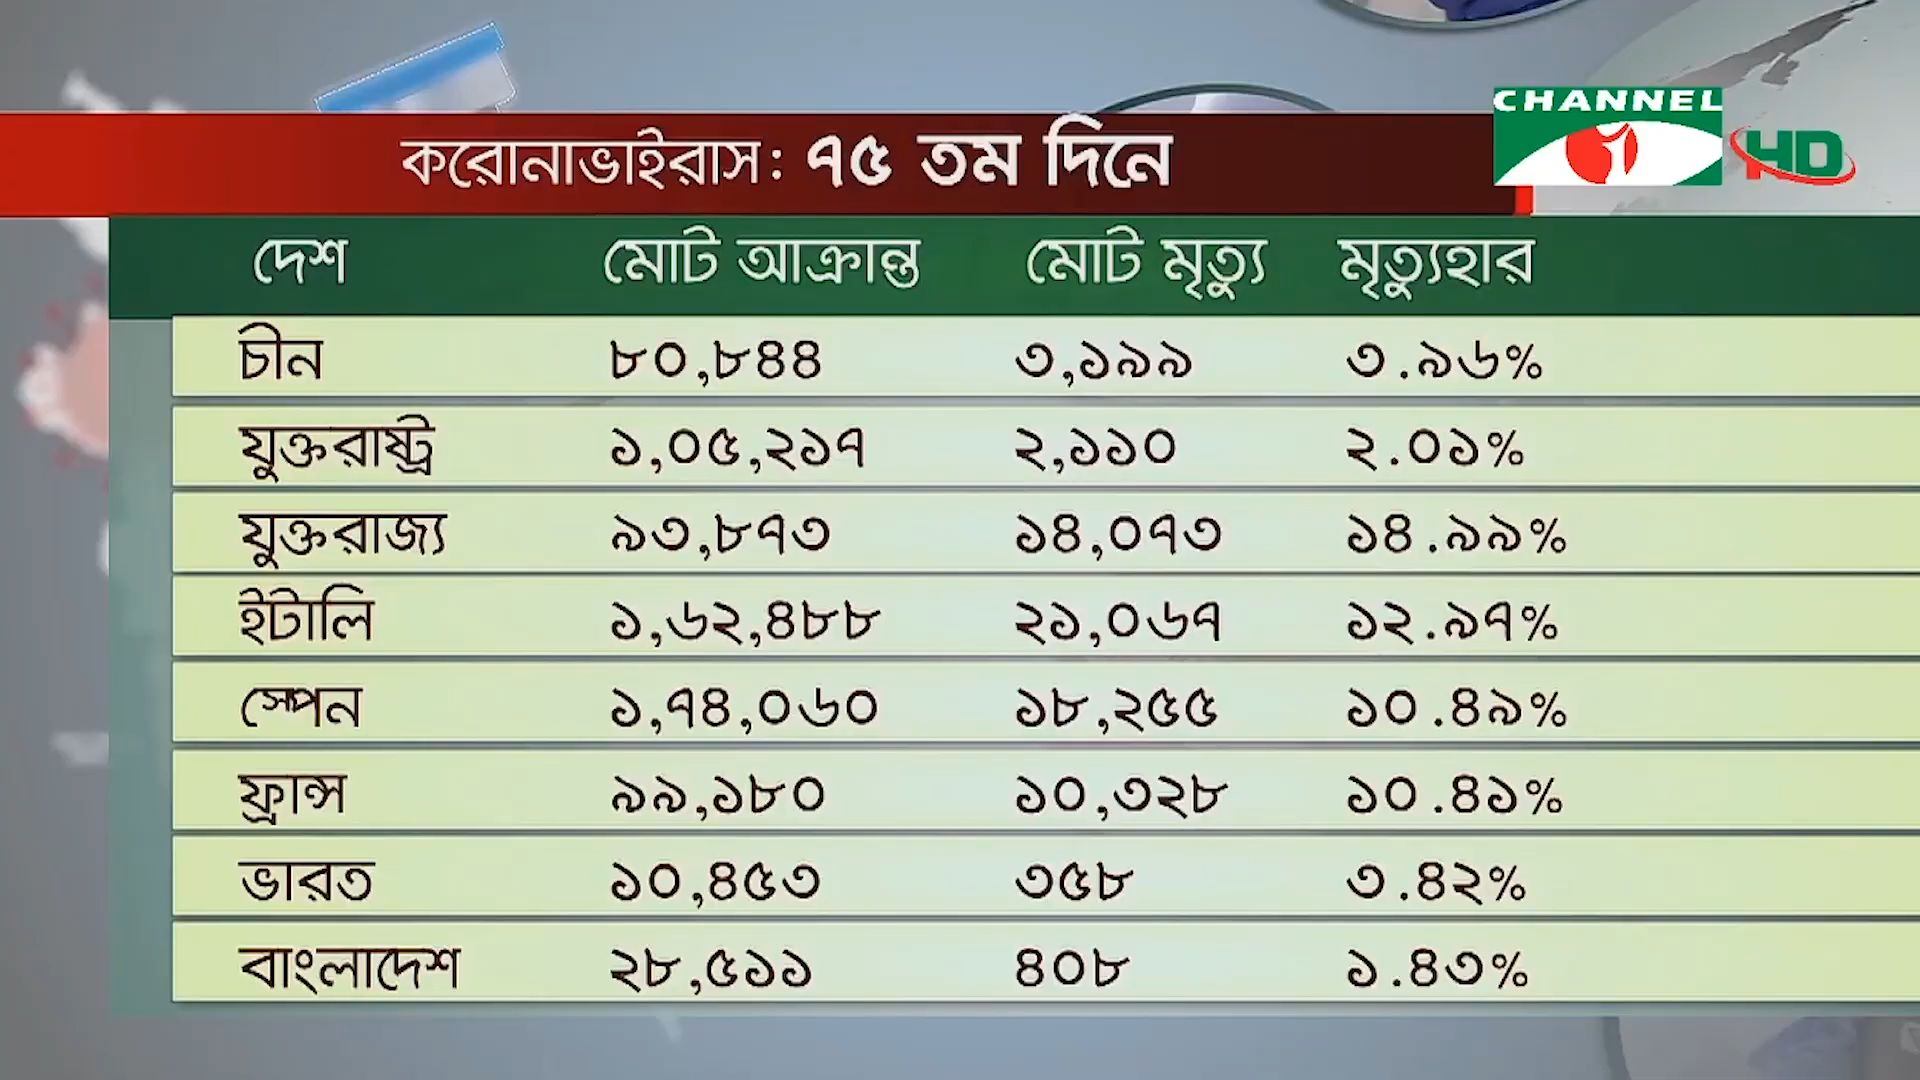 CHANNEL
i HD
করোনাভাইরাস: ৭৫ তম দিনে
দেশ মোট আক্রান্ত মোট মৃত্যু মৃত্যুহার
চীন ৮০,৮৪৪ ৩,১৯৯ ৩.৯৬%
যুক্তরাষ্ট্র ১,০৫,২১৭ ২,১১০ ২.০১%
যুক্তরাজ্য ৯৩,৮৭৩ ১৪,০৭৩ ১৪.৯৯%
ইটালি ১,৬২,৪৮৮ ২১,০৬৭ ১২.৯৭%
স্পেন ১,৭৪,০৬০ ১৮,২৫৫ ১০.৪৯%
ফ্রান্স ৯৯,১৮০ ১০,৩২৮ ১০.৪১%
ভারত ১০,৪৫৩ ৩৫৮ ৩.৪২%
বাংলাদেশ ২৮,৫১১ ৪০৮ ১.৪৩%